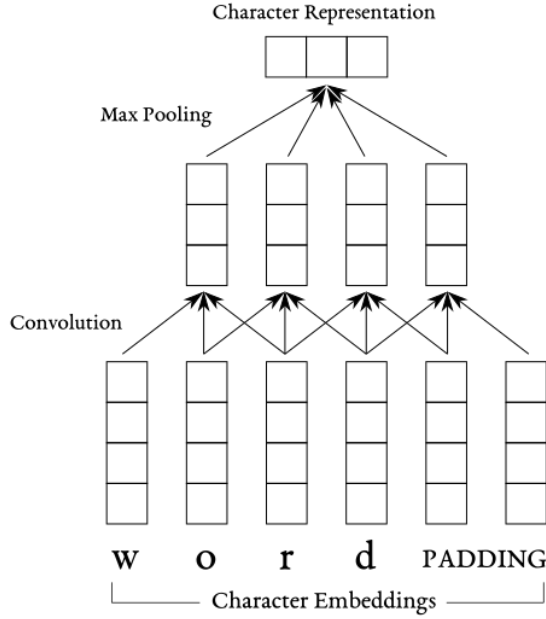 Character Representation
Max Pooling
Convolution
w o r d PADDING
Character Embeddings